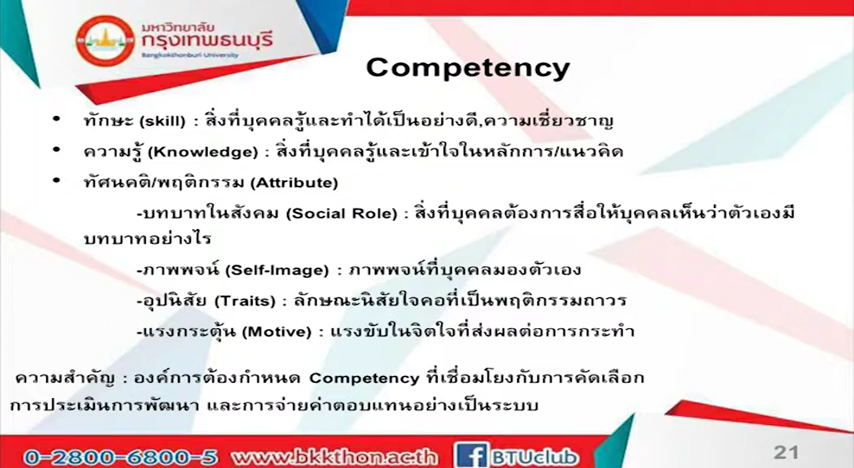 มหาวิทยาลัย
กรุงเทพธนบุรี
Bangkokthonburi University
Competency
• ทักษะ (skill) : สิ่งที่บุคคลรู้และทำได้เป็นอย่างดี,ความเชี่ยวชาญ
• ความรู้ (Knowledge) : สิ่งที่บุคคลรู้และเข้าใจในหลักการ/แนวคิด
• ทัศนคติ/พฤติกรรม (Attribute)
-บทบาทในสังคม (Social Role) : สิ่งที่บุคคลต้องการสื่อให้บุคคลเห็นว่าตัวเองมี
บทบาทอย่างไร
-ภาพพจน์ (Self-Image) : ภาพพจน์ที่บุคคลมองตัวเอง
-อุปนิสัย (Traits) : ลักษณะนิสัยใจคอที่เป็นพฤติกรรมถาวร
-แรงกระตุ้น (Motive) : แรงขับในจิตใจที่ส่งผลต่อการกระทำ
ความสำคัญ : องค์การต้องกำหนด Competency ที่เชื่อมโยงกับการคัดเลือก
การประเมินการพัฒนา และการจ่ายค่าตอบแทนอย่างเป็นระบบ
0-2800-6800-5 www.bkkthon.ac.th f BTUclub
21